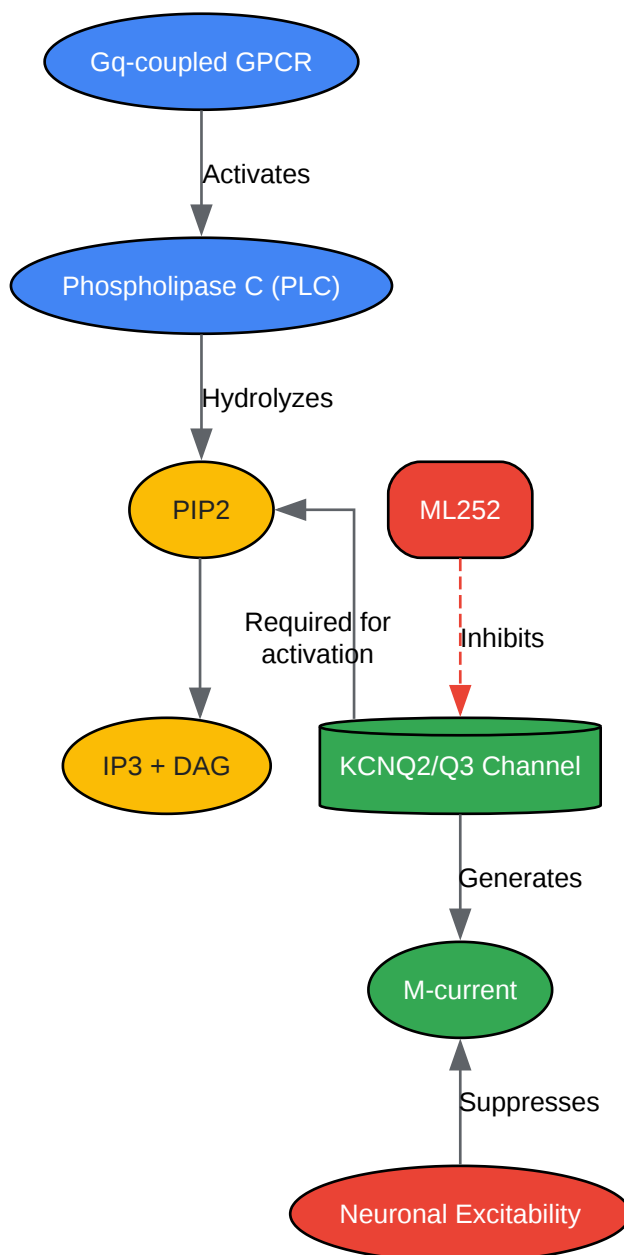 Gq-coupled GPCR
Activates
Phospholipase C (PLC)
Hydrolyzes
PIP2
ML252
Required for
activation
Inhibits
IP3 + DAG
KCNQ2/Q3 Channel
Generates
M-current
Suppresses
Neuronal Excitability